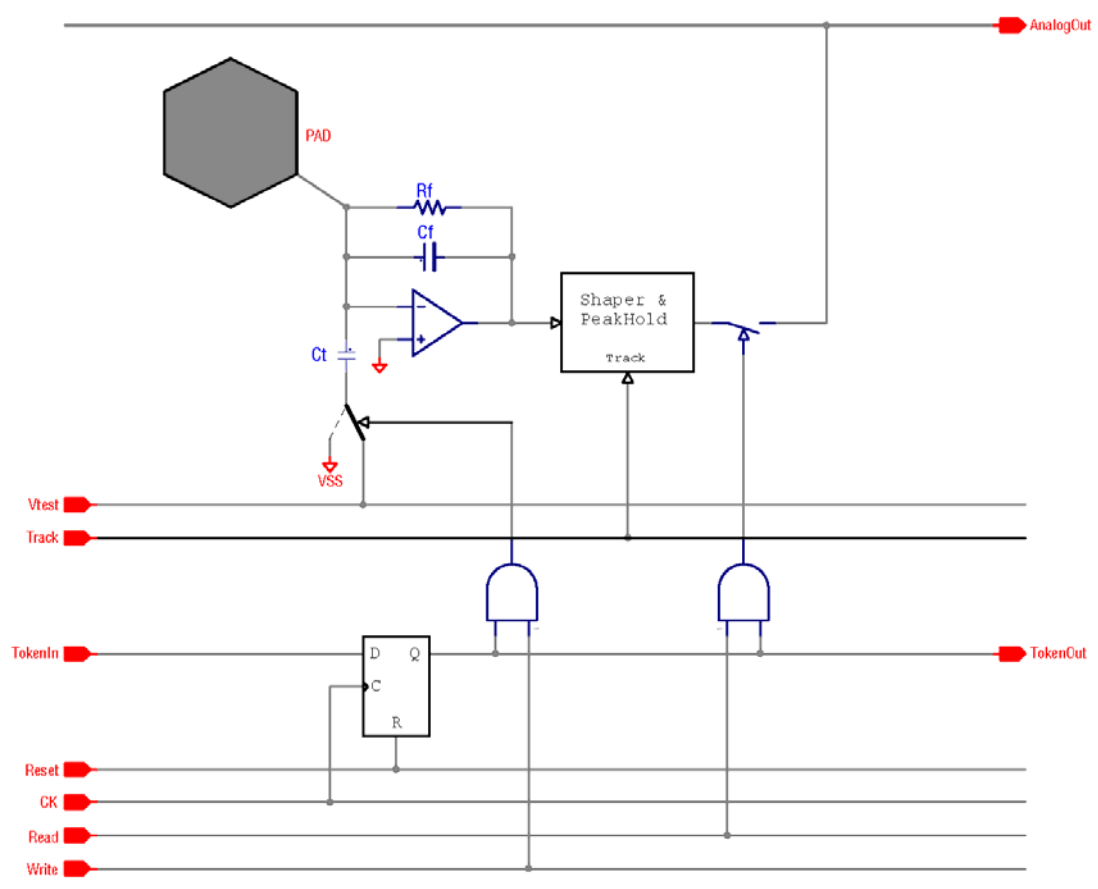 AnalogOut
PAD
Rf
Cf
Shaper &
PeakHold
Track
−
+
Ct
VSS
Vtest
Track
TokenIn
D Q
TokenOut
C
R
Reset
CK
Read
Write